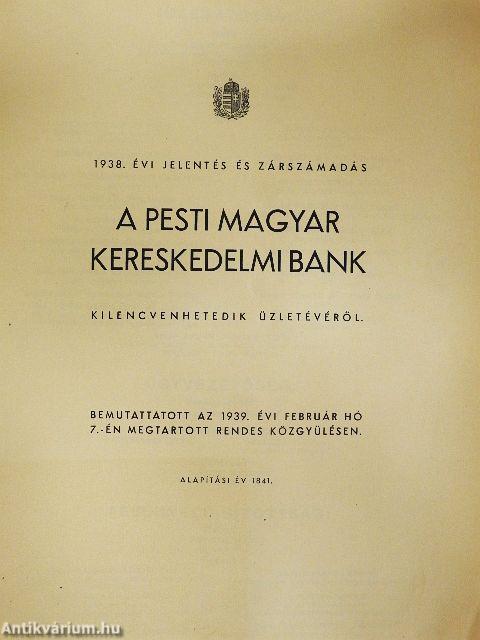 1938. ÉVI JELENTÉS ÉS ZÁRSZÁMADÁS
A PESTI MAGYAR
KERESKEDELMI BANK
KILENCVENHETEDIK ÜZLETÉVÉRŐL.
BEMUTATTATOTT AZ 1939. ÉVI FEBRUÁR HÓ
7.-ÉN MEGTARTOTT RENDES KÖZGYÜLÉSEN.
ALAPÍTÁSI ÉV 1841.
Antikvárium.hu